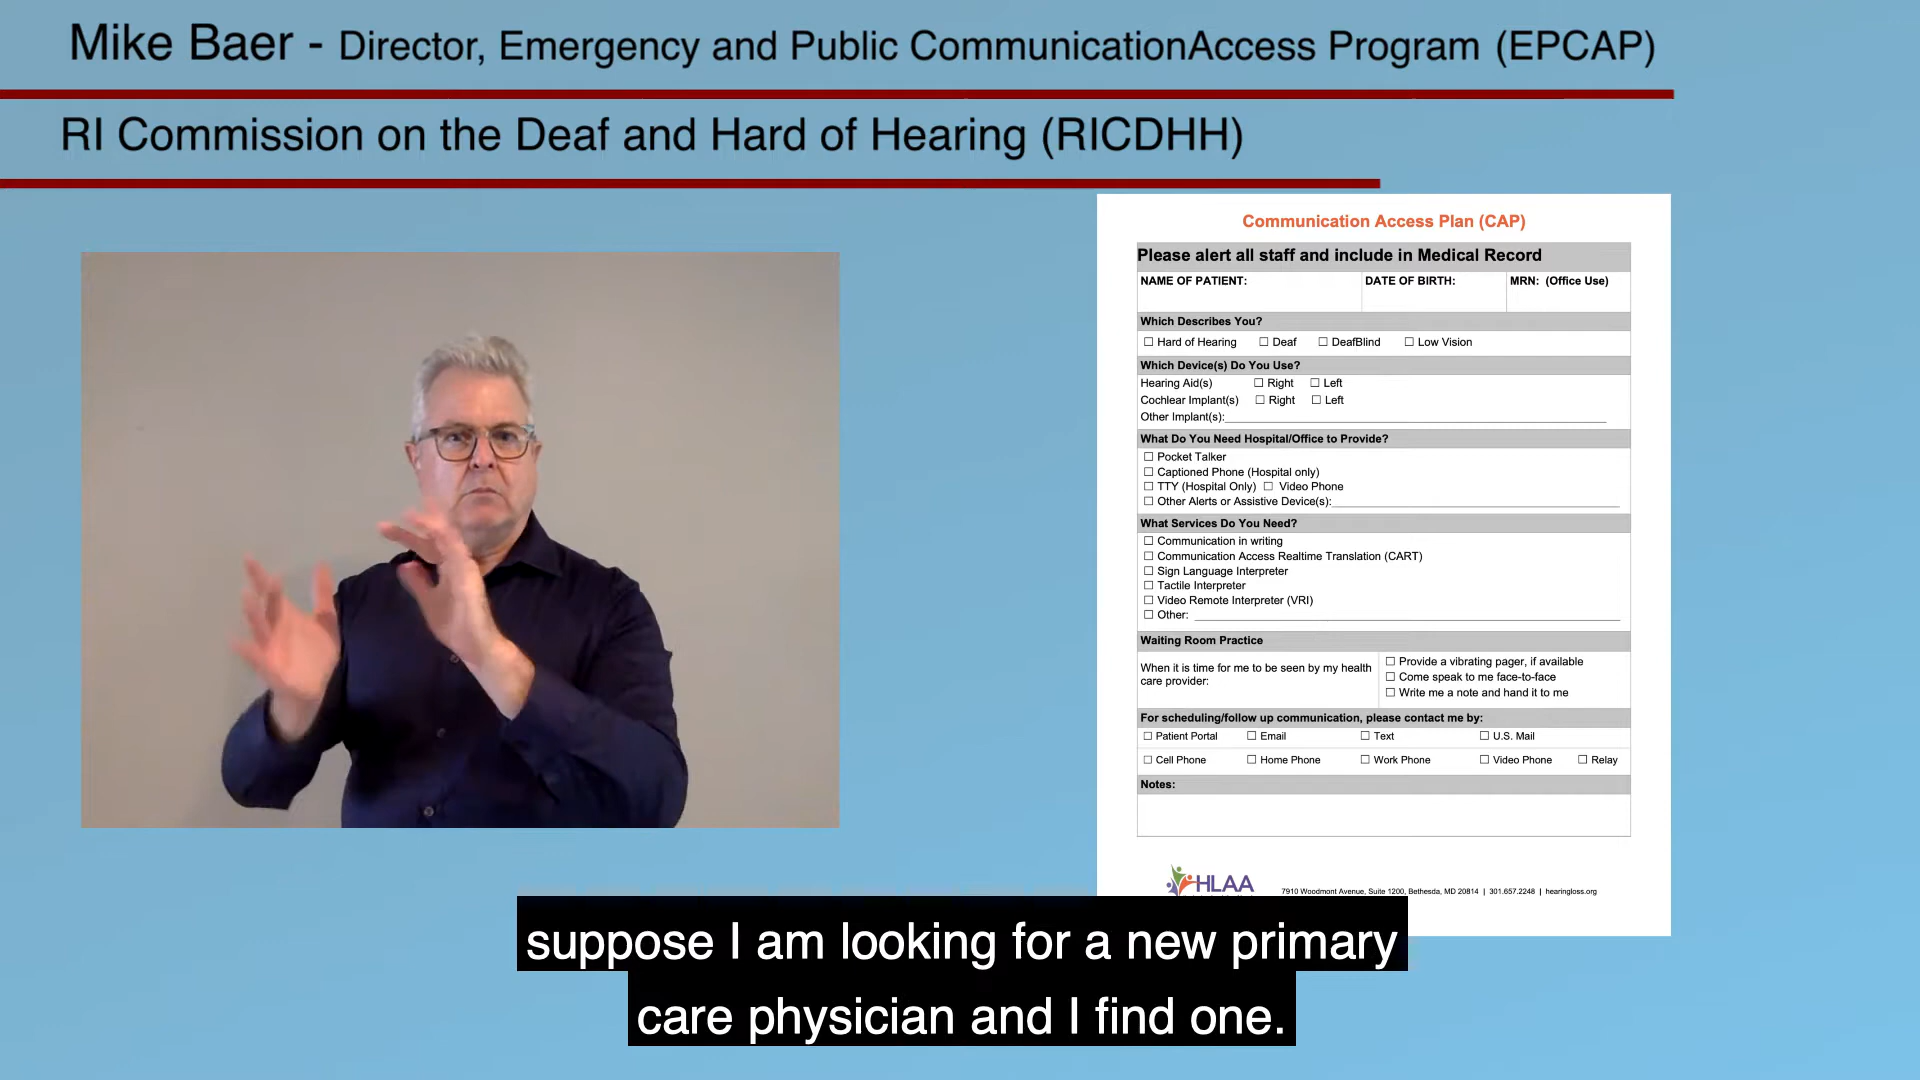 Mike Baer - Director, Emergency and Public CommunicationAccess Program (EPCAP)
RI Commission on the Deaf and Hard of Hearing (RICDHH)
Communication Access Plan (CAP)
Please alert all staff and include in Medical Record
NAME OF PATIENT: DATE OF BIRTH: MRN: (Office Use)
Which Describes You?
☐ Hard of Hearing ☐ Deaf ☐ DeafBlind ☐ Low Vision
Which Device(s) Do You Use?
Hearing Aid(s) ☐ Right ☐ Left
Cochlear Implant(s) ☐ Right ☐ Left
Other Implant(s):
What Do You Need Hospital/Office to Provide?
☐ Pocket Talker
☐ Captioned Phone (Hospital only)
☐ TTY (Hospital Only) ☐ Video Phone
☐ Other Alerts or Assistive Device(s):
What Services Do You Need?
☐ Communication in writing
☐ Communication Access Realtime Translation (CART)
☐ Sign Language Interpreter
☐ Tactile Interpreter
☐ Video Remote Interpreter (VRI)
☐ Other:
Waiting Room Practice
When it is time for me to be seen by my health
care provider:
☐ Provide a vibrating pager, if available
☐ Come speak to me face-to-face
☐ Write me a note and hand it to me
For scheduling/follow up communication, please contact me by:
☐ Patient Portal ☐ Email ☐ Text ☐ U.S. Mail
☐ Cell Phone ☐ Home Phone ☐ Work Phone ☐ Video Phone ☐ Relay
Notes:
HLAA
7910 Woodmont Avenue, Suite 1200, Bethesda, MD 20814 | 301.657.2248 | hearingloss.org
suppose I am looking for a new primary
care physician and I find one.